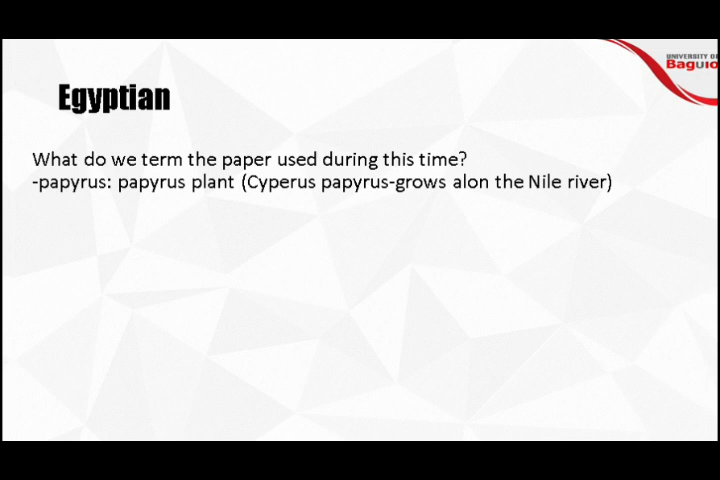 UNIVERSITY OF
Baguio
Egyptian
What do we term the paper used during this time?
-papyrus: papyrus plant (Cyperus papyrus-grows alon the Nile river)